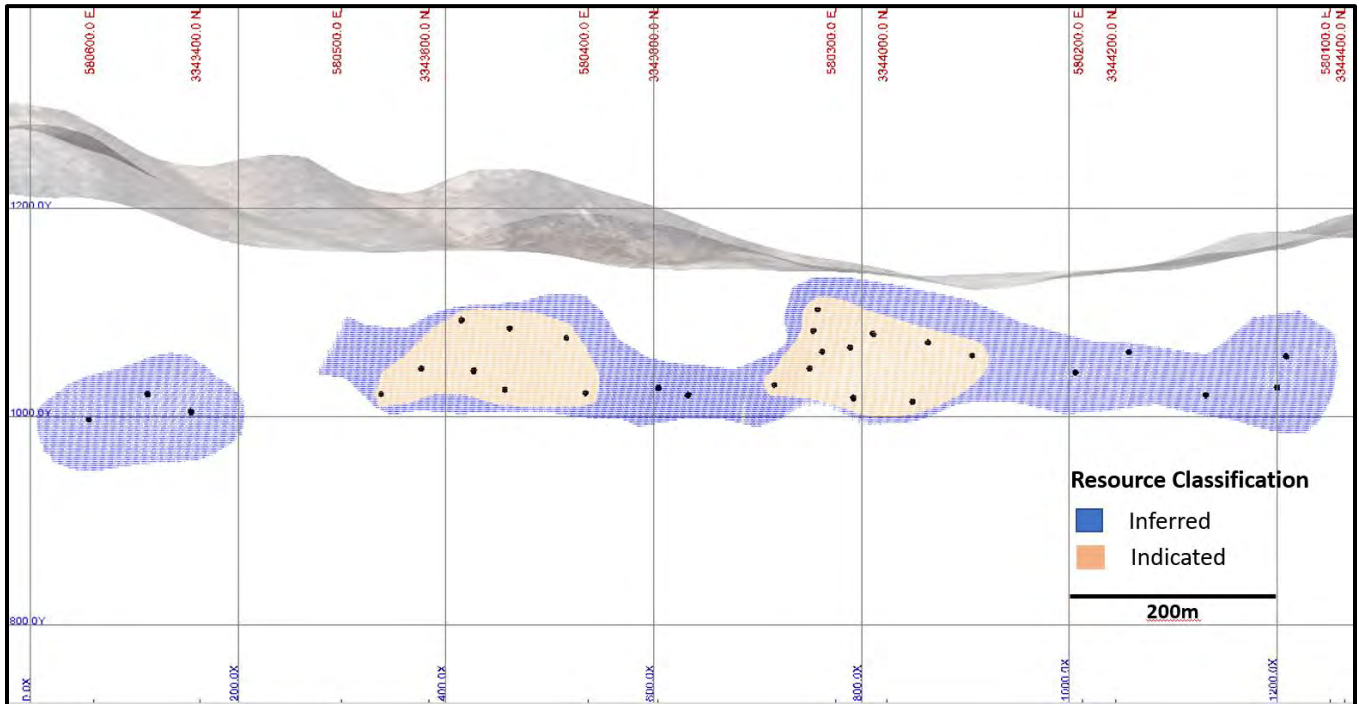 580600.0 E
3343400.0 N
580500.0 E
3343600.0 N
580400.0 E
3343800.0 N
580300.0 E
3344000.0 N
580200.0 E
3344200.0 N
580100.0 E
3344400.0 N
1200.0Y
1000.0Y
Resource Classification
Inferred
Indicated
200m
800.0Y
0.0X
200.0X
400.0X
600.0X
800.0X
1000.0X
1200.0X